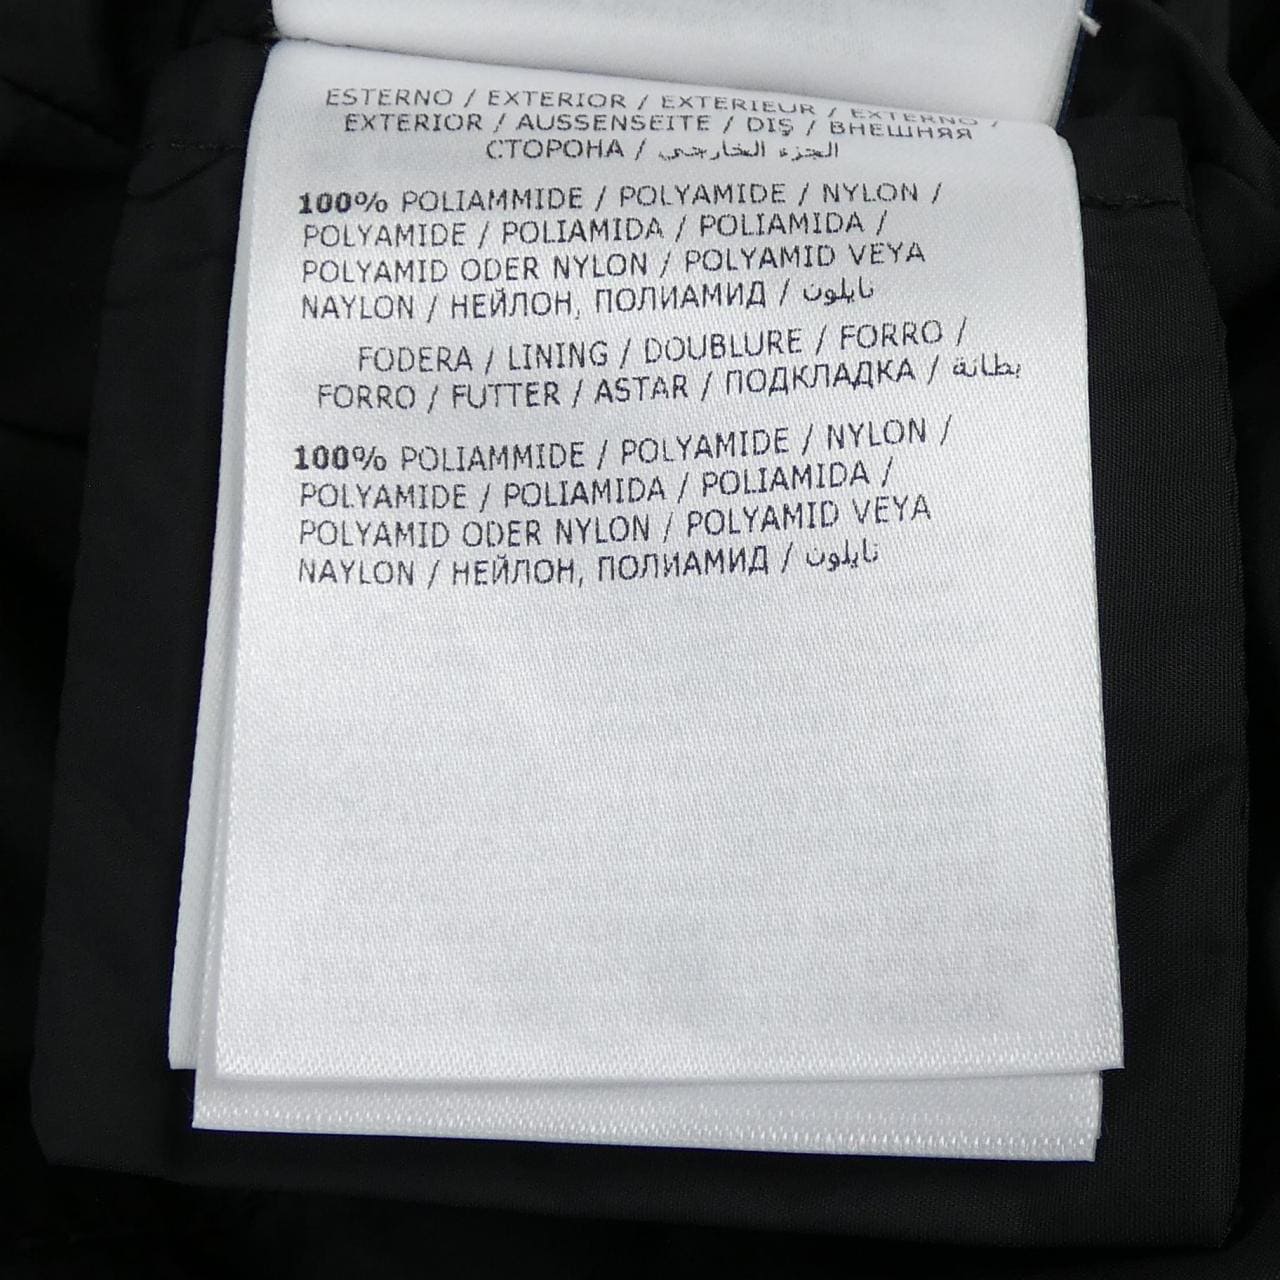 ESTERNO / EXTERIOR / EXTERIEUR / EXTERNO /
EXTERIOR / AUSSENSEITE / DIŞ / ВНЕШНЯЯ
СТОРОНА / الجزء الخارجي
100% POLIAMMIDE / POLYAMIDE / NYLON /
POLYAMIDE / POLIAMIDA / POLIAMIDA /
POLYAMID ODER NYLON / POLYAMID VEYA
NAYLON / НЕЙЛОН, ПОЛИАМИД / نايلون
FODERA / LINING / DOUBLURE / FORRO /
FORRO / FUTTER / ASTAR / ПОДКЛАДКА / بطانة
100% POLIAMMIDE / POLYAMIDE / NYLON /
POLYAMIDE / POLIAMIDA / POLIAMIDA /
POLYAMID ODER NYLON / POLYAMID VEYA
NAYLON / НЕЙЛОН, ПОЛИАМИД / نايلون